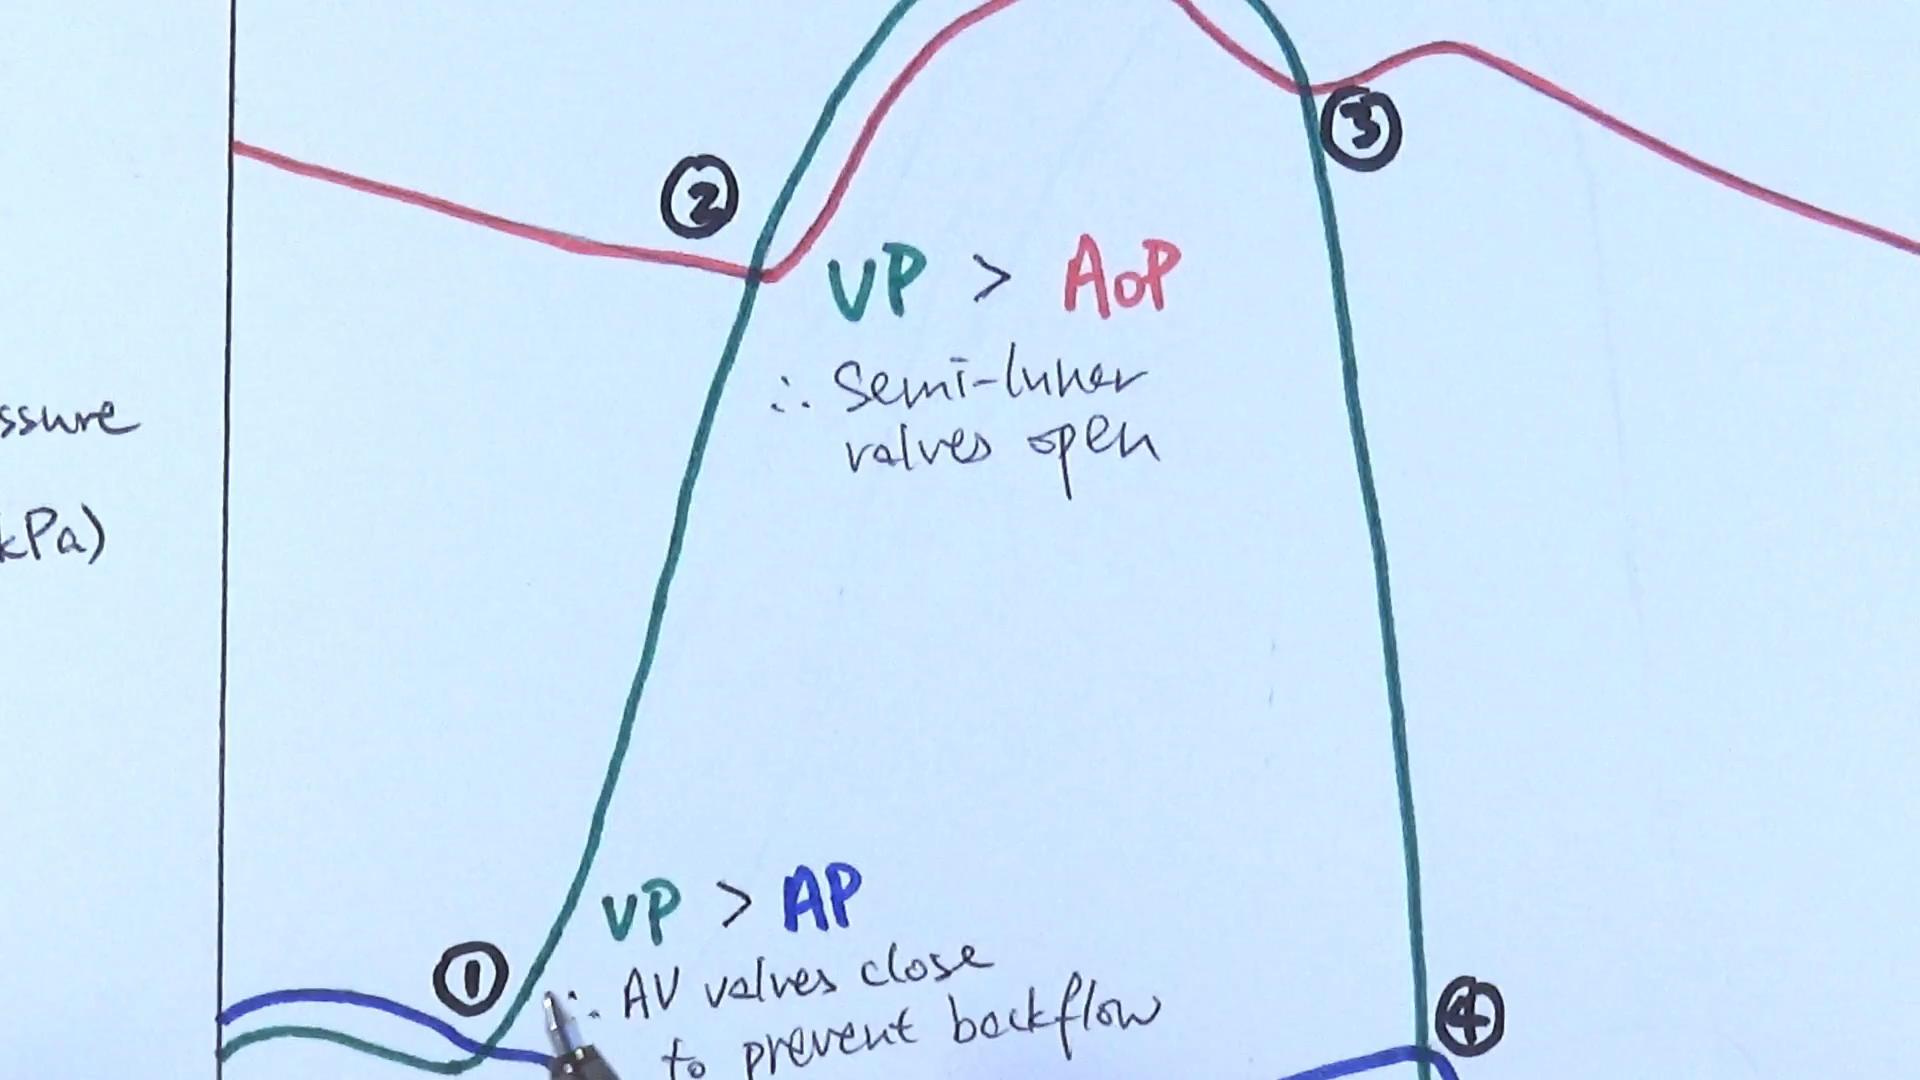 ②
③
VP > AoP
∴ Semi-lunar
valves open
ssure
kPa)
VP > AP
①
∴ AV valves close
to prevent backflow
④